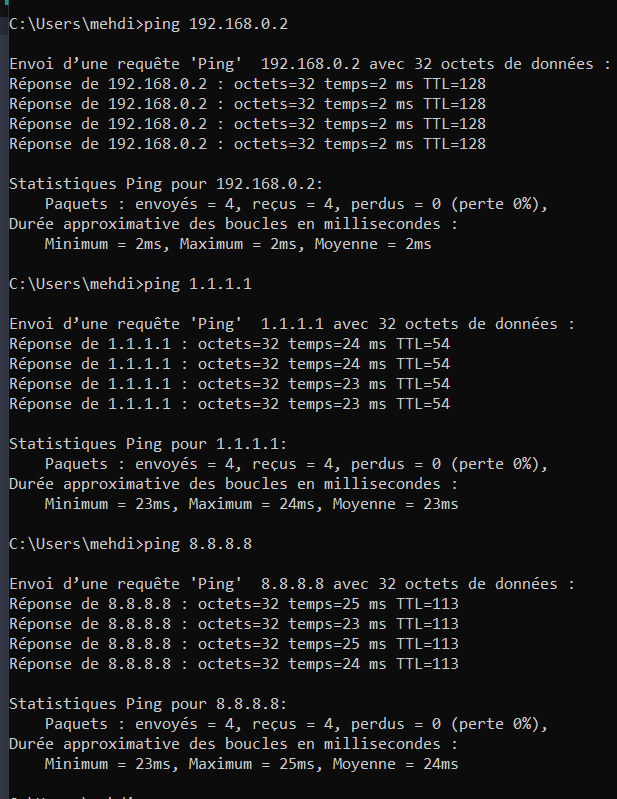 C:\Users\mehdi>ping 192.168.0.2
Envoi d’une requête 'Ping'  192.168.0.2 avec 32 octets de données :
Réponse de 192.168.0.2 : octets=32 temps=2 ms TTL=128
Réponse de 192.168.0.2 : octets=32 temps=2 ms TTL=128
Réponse de 192.168.0.2 : octets=32 temps=2 ms TTL=128
Réponse de 192.168.0.2 : octets=32 temps=2 ms TTL=128
Statistiques Ping pour 192.168.0.2:
    Paquets : envoyés = 4, reçus = 4, perdus = 0 (perte 0%),
Durée approximative des boucles en millisecondes :
    Minimum = 2ms, Maximum = 2ms, Moyenne = 2ms
C:\Users\mehdi>ping 1.1.1.1
Envoi d’une requête 'Ping'  1.1.1.1 avec 32 octets de données :
Réponse de 1.1.1.1 : octets=32 temps=24 ms TTL=54
Réponse de 1.1.1.1 : octets=32 temps=24 ms TTL=54
Réponse de 1.1.1.1 : octets=32 temps=23 ms TTL=54
Réponse de 1.1.1.1 : octets=32 temps=23 ms TTL=54
Statistiques Ping pour 1.1.1.1:
    Paquets : envoyés = 4, reçus = 4, perdus = 0 (perte 0%),
Durée approximative des boucles en millisecondes :
    Minimum = 23ms, Maximum = 24ms, Moyenne = 23ms
C:\Users\mehdi>ping 8.8.8.8
Envoi d’une requête 'Ping'  8.8.8.8 avec 32 octets de données :
Réponse de 8.8.8.8 : octets=32 temps=25 ms TTL=113
Réponse de 8.8.8.8 : octets=32 temps=23 ms TTL=113
Réponse de 8.8.8.8 : octets=32 temps=25 ms TTL=113
Réponse de 8.8.8.8 : octets=32 temps=24 ms TTL=113
Statistiques Ping pour 8.8.8.8:
    Paquets : envoyés = 4, reçus = 4, perdus = 0 (perte 0%),
Durée approximative des boucles en millisecondes :
    Minimum = 23ms, Maximum = 25ms, Moyenne = 24ms